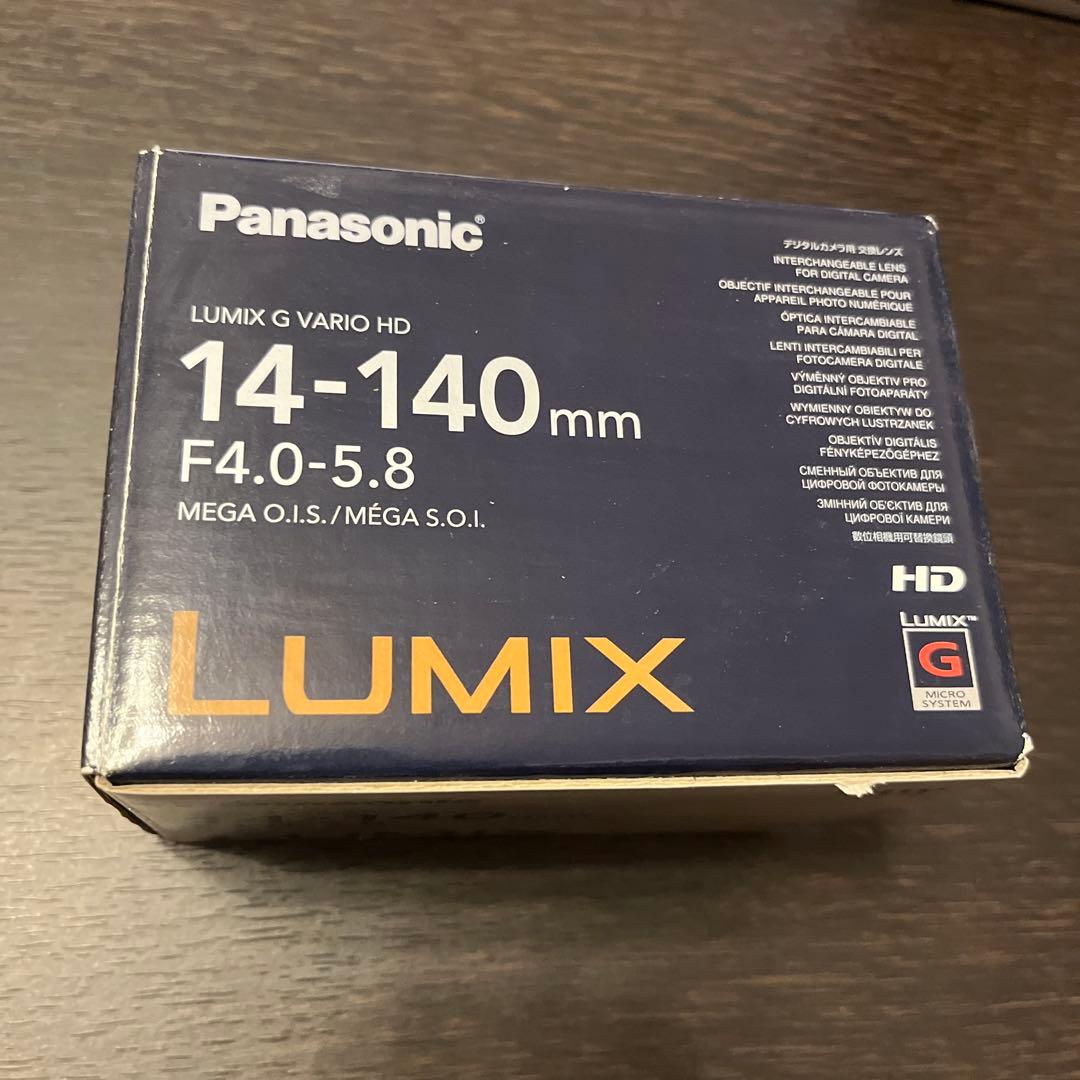 Panasonic®
LUMIX G VARIO HD
14-140mm
F4.0-5.8
MEGA O.I.S./MÉGA S.O.I.
LUMIX
デジタルカメラ用 交換レンズ
INTERCHANGEABLE LENS
FOR DIGITAL CAMERA
OBJECTIF INTERCHANGEABLE POUR
APPAREIL PHOTO NUMÉRIQUE
ÓPTICA INTERCAMBIABLE
PARA CÁMARA DIGITAL
LENTI INTERCAMBIABILI PER
FOTOCAMERA DIGITALE
VÝMĚNNÝ OBJEKTIV PRO
DIGITÁLNÍ FOTOAPARÁTY
WYMIENNY OBIEKTYW DO
CYFROWYCH LUSTRZANEK
OBJEKTÍV DIGITÁLIS
FÉNYKÉPEZŐGÉPHEZ
СМЕННЫЙ ОБЪЕКТИВ ДЛЯ
ЦИФРОВОЙ ФОТОКАМЕРЫ
ЗМІННИЙ ОБ'ЄКТИВ ДЛЯ
ЦИФРОВОЇ КАМЕРИ
數位相機用可替換鏡頭
HD
LUMIX™
G
MICRO
SYSTEM
140